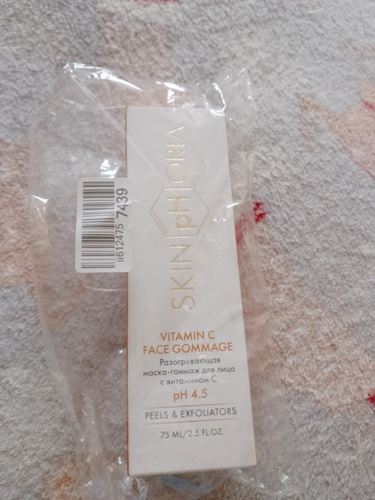 SKIN pHORIA
ii612475 7439
VITAMIN C
FACE GOMMAGE
Разогревающая
маска-гоммаж для лица
с витамином С
pH 4.5
PEELS & EXFOLIATORS
75 ML/2.5 FL.OZ.